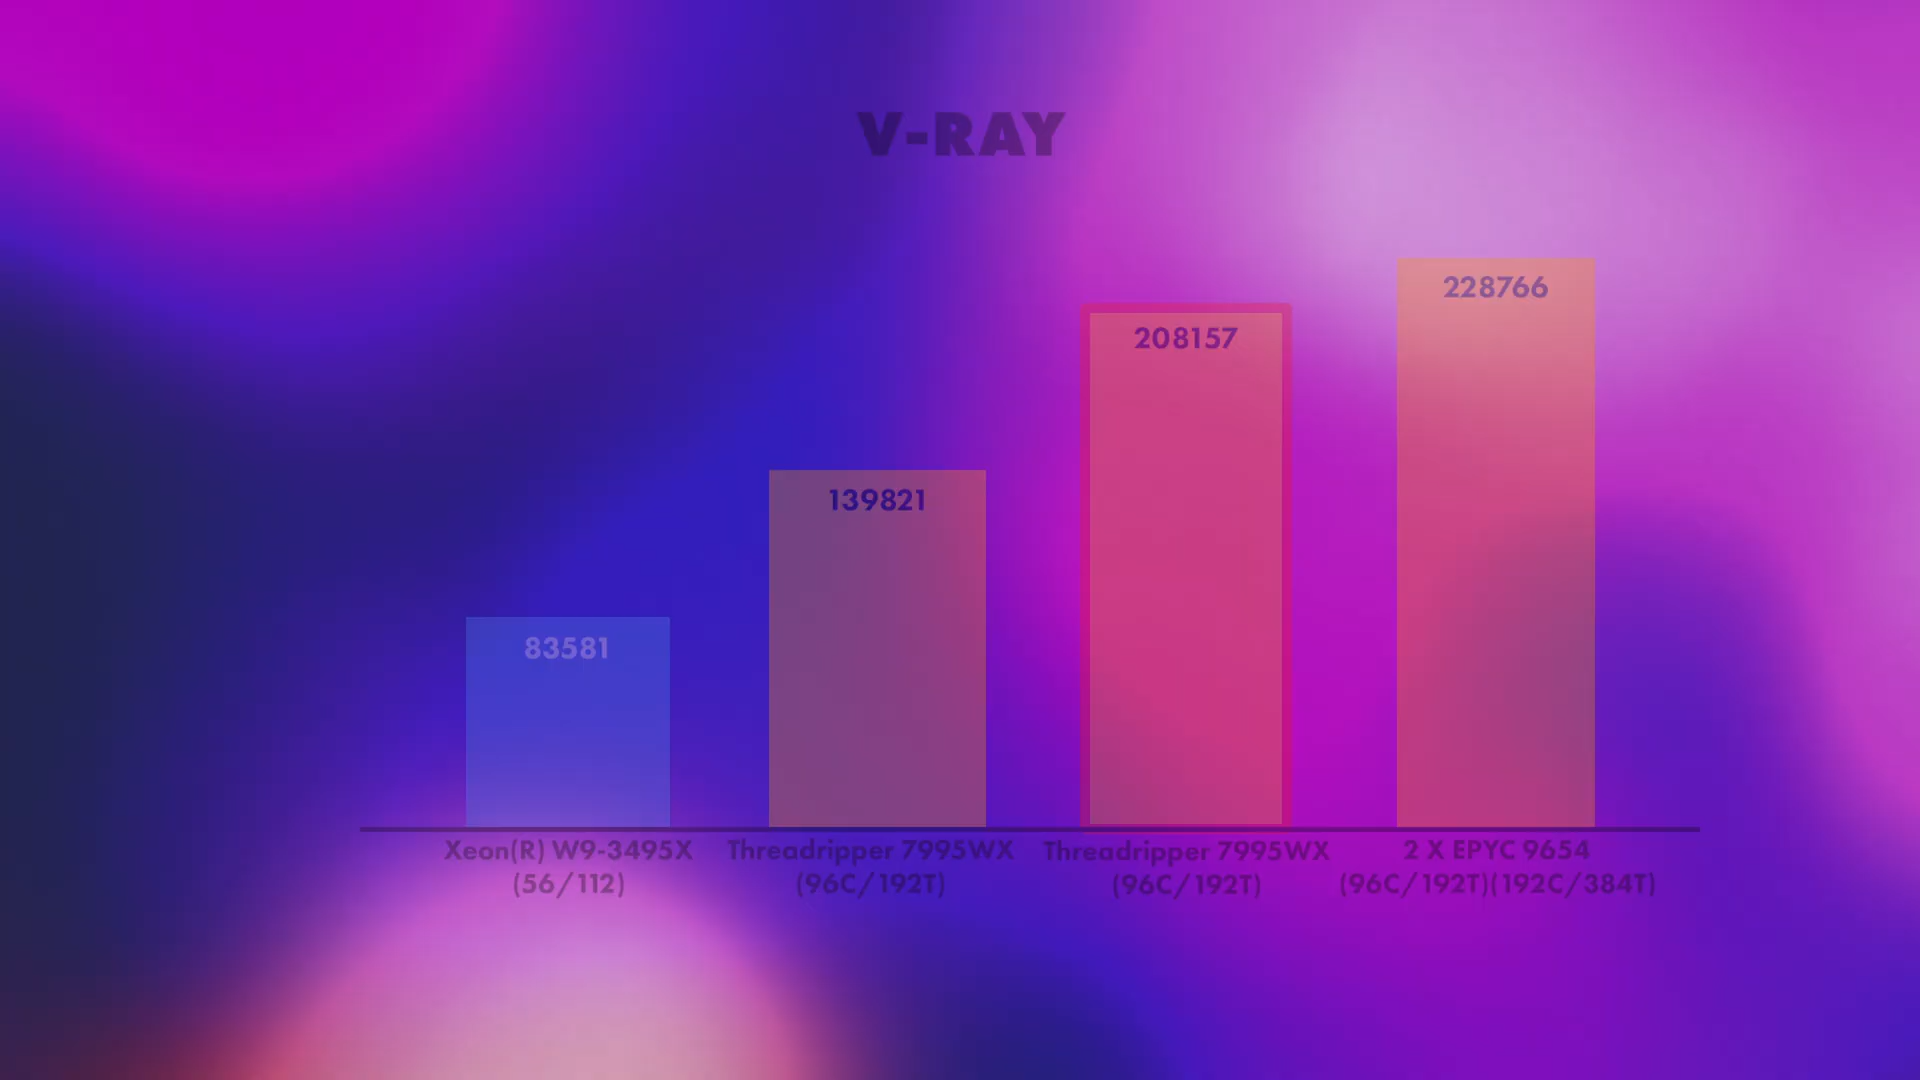 V-RAY
228766
208157
139821
83581
Xeon(R) W9-3495X
(56/112)
Threadripper 7995WX
(96C/192T)
Threadripper 7995WX
(96C/192T)
2 X EPYC 9654
(96C/192T)(192C/384T)